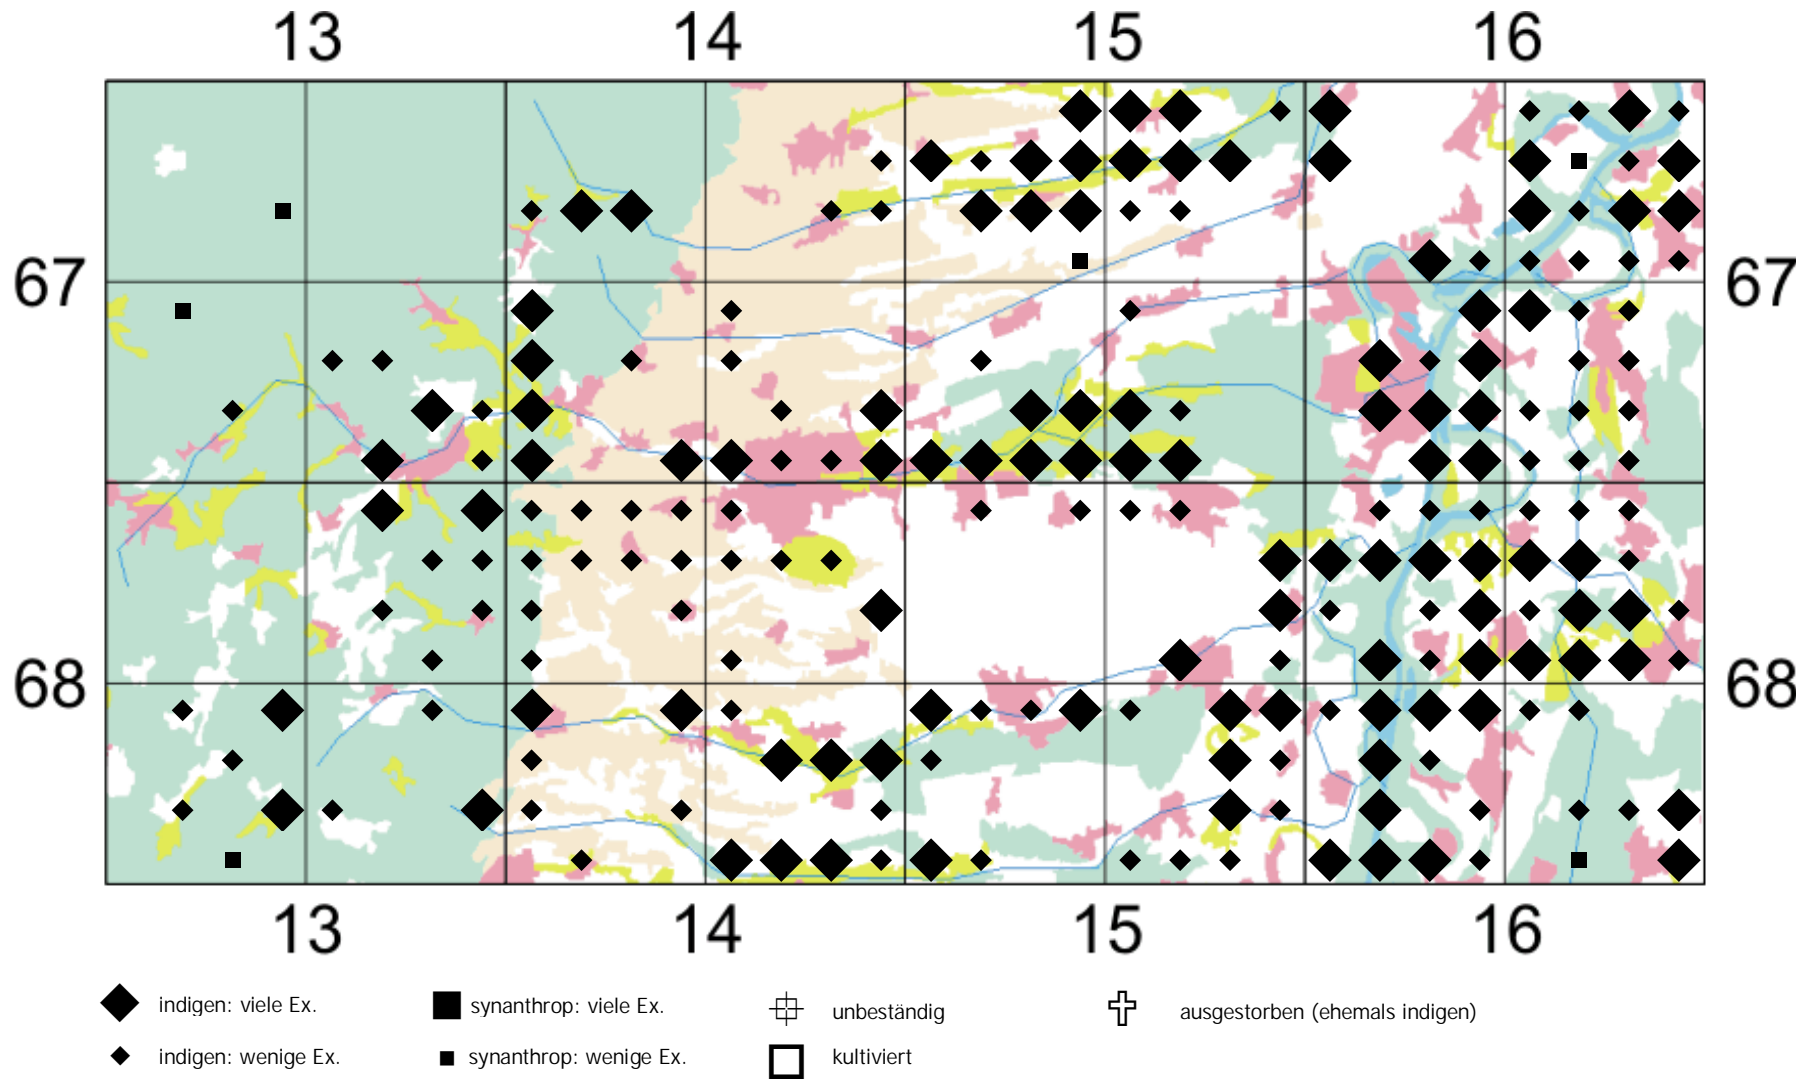 13 14 15 16
67 67
68 68
13 14 15 16
indigen: viele Ex. synanthrop: viele Ex. unbeständig ausgestorben (ehemals indigen)
indigen: wenige Ex. synanthrop: wenige Ex. kultiviert